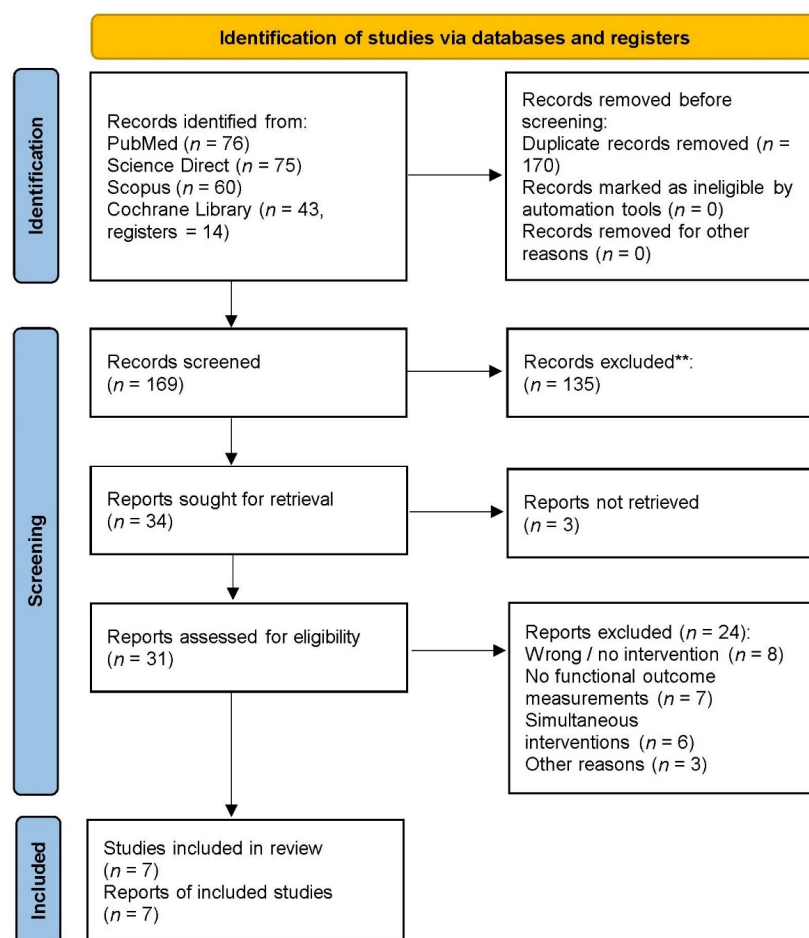 Identification of studies via databases and registers
Identification
Records identified from:
PubMed (n = 76)
Science Direct (n = 75)
Scopus (n = 60)
Cochrane Library (n = 43,
registers = 14)
Records removed before
screening:
Duplicate records removed (n =
170)
Records marked as ineligible by
automation tools (n = 0)
Records removed for other
reasons (n = 0)
Screening
Records screened
(n = 169)
Records excluded**:
(n = 135)
Reports sought for retrieval
(n = 34)
Reports not retrieved
(n = 3)
Reports assessed for eligibility
(n = 31)
Reports excluded (n = 24):
Wrong / no intervention (n = 8)
No functional outcome
measurements (n = 7)
Simultaneous
interventions (n = 6)
Other reasons (n = 3)
Included
Studies included in review
(n = 7)
Reports of included studies
(n = 7)